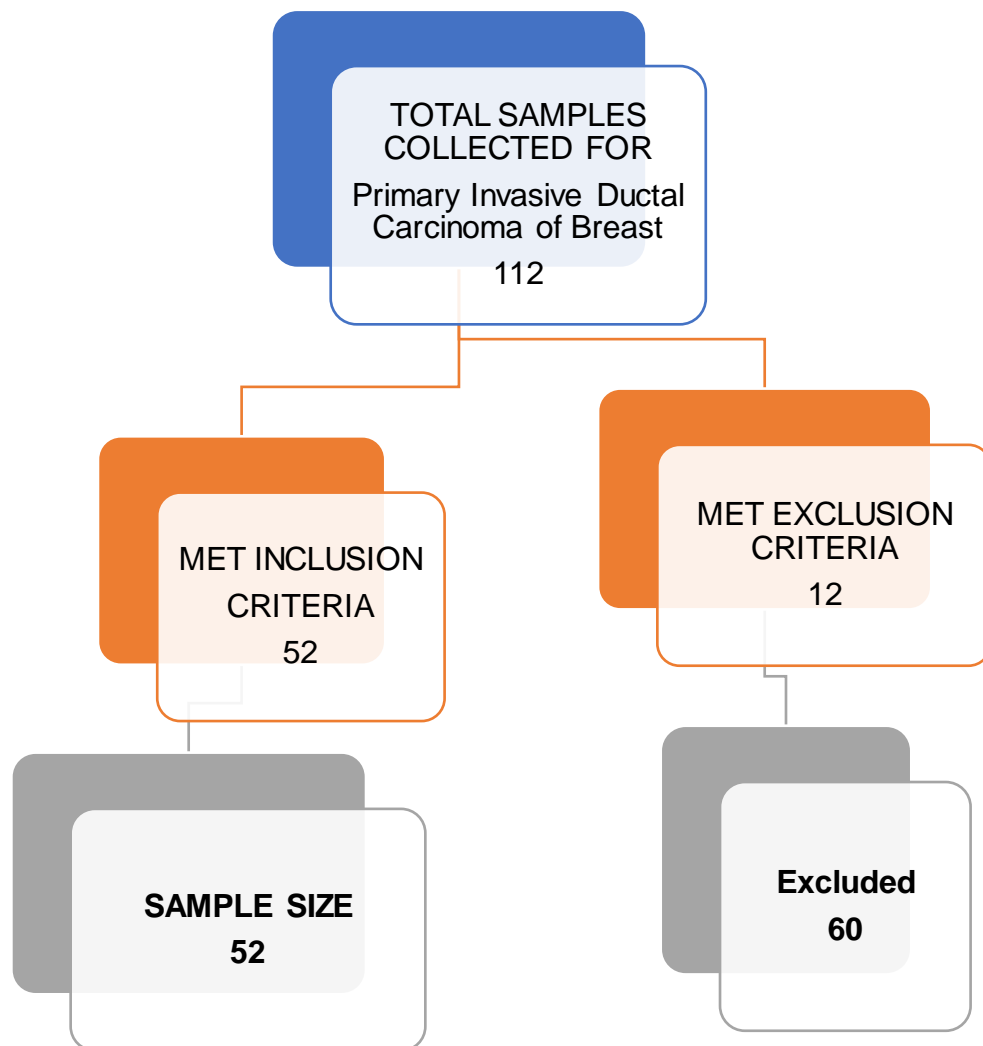 TOTAL SAMPLES
COLLECTED FOR
Primary Invasive Ductal
Carcinoma of Breast
112
MET INCLUSION
CRITERIA
52
MET EXCLUSION
CRITERIA
12
SAMPLE SIZE
52
Excluded
60